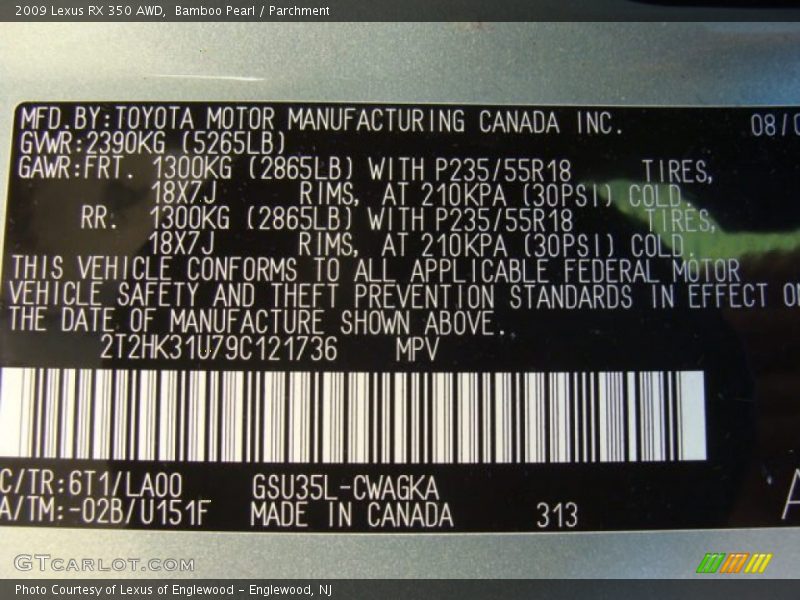 2009 Lexus RX 350 AWD, Bamboo Pearl / Parchment
MFD.BY:TOYOTA MOTOR MANUFACTURING CANADA INC. 08/
GVWR:2390KG (5265LB)
GAWR:FRT. 1300KG (2865LB) WITH P235/55R18 TIRES,
18X7J RIMS, AT 210KPA (30PSI) COLD.
RR. 1300KG (2865LB) WITH P235/55R18 TIRES,
18X7J RIMS, AT 210KPA (30PSI) COLD.
THIS VEHICLE CONFORMS TO ALL APPLICABLE FEDERAL MOTOR
VEHICLE SAFETY AND THEFT PREVENTION STANDARDS IN EFFECT ON
THE DATE OF MANUFACTURE SHOWN ABOVE.
2T2HK31U79C121736 MPV
C/TR:6T1/LA00 GSU35L-CWAGKA
A/TM:-02B/U151F MADE IN CANADA 313
GTCARLOT.COM
Photo Courtesy of Lexus of Englewood - Englewood, NJ